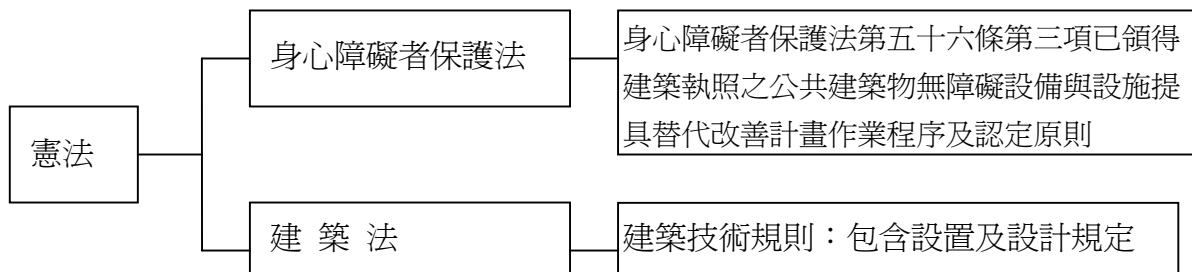 身心障礙者保護法
身心障礙者保護法第五十六條第三項已領得
建築執照之公共建築物無障礙設備與設施提
具替代改善計畫作業程序及認定原則
憲法
建 築 法
建築技術規則：包含設置及設計規定